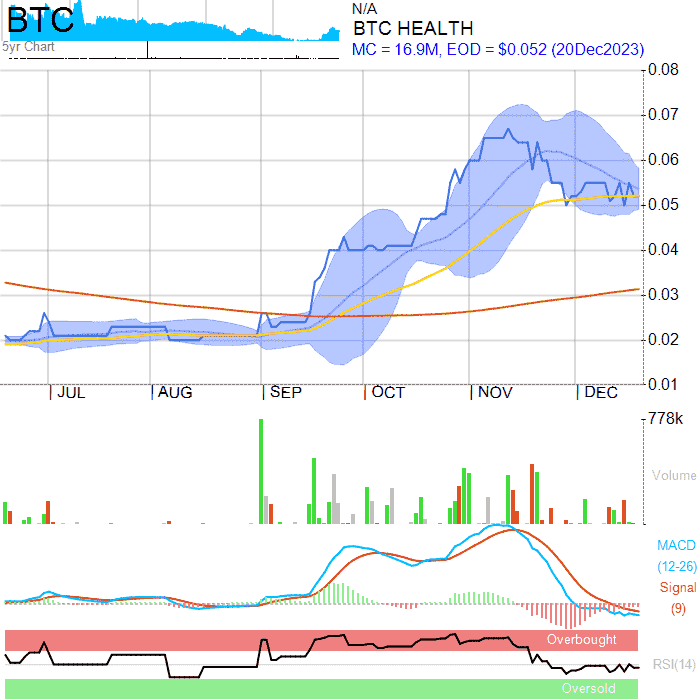 BTC
5yr Chart
N/A
BTC HEALTH
MC = 16.9M, EOD = $0.052 (20Dec2023)
0.08
0.07
0.06
0.05
0.04
0.03
0.02
0.01
JUL
AUG
SEP
OCT
NOV
DEC
778k
Volume
MACD
(12-26)
Signal
(9)
Overbought
RSI(14)
Oversold